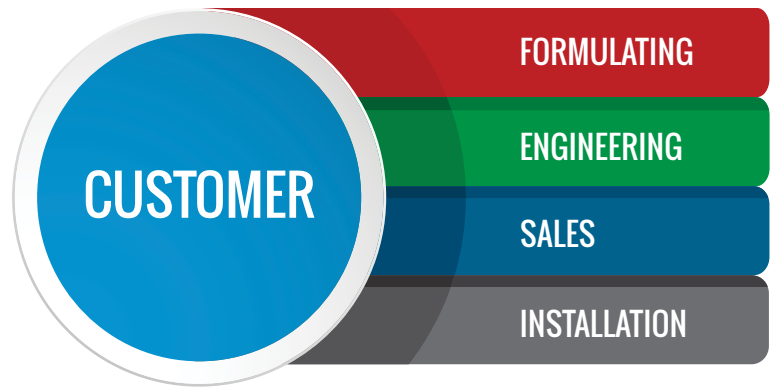 CUSTOMER
FORMULATING
ENGINEERING
SALES
INSTALLATION